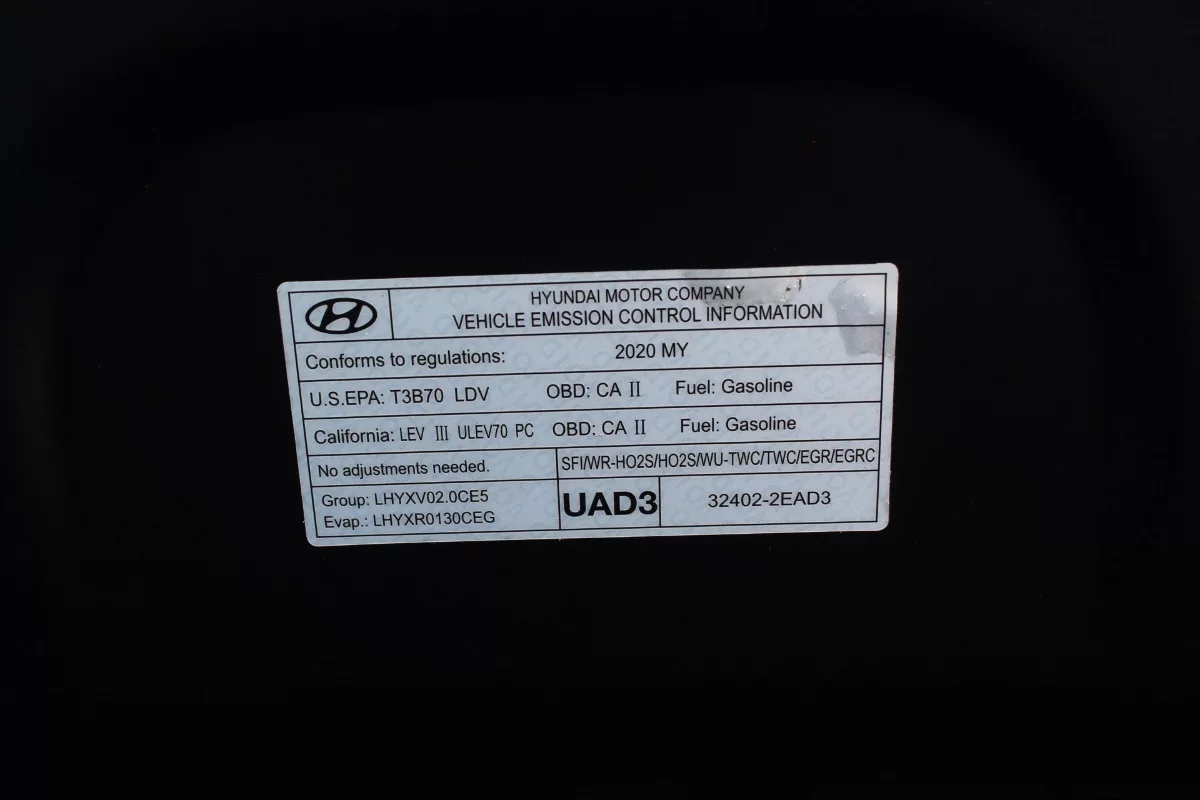 HYUNDAI MOTOR COMPANY
VEHICLE EMISSION CONTROL INFORMATION
Conforms to regulations: 2020 MY
U.S.EPA: T3B70 LDV OBD: CA II Fuel: Gasoline
California: LEV III ULEV70 PC OBD: CA II Fuel: Gasoline
No adjustments needed. SFI/WR-HO2S/HO2S/WU-TWC/TWC/EGR/EGRC
Group: LHYXV02.0CE5
Evap.: LHYXR0130CEG
UAD3 32402-2EAD3